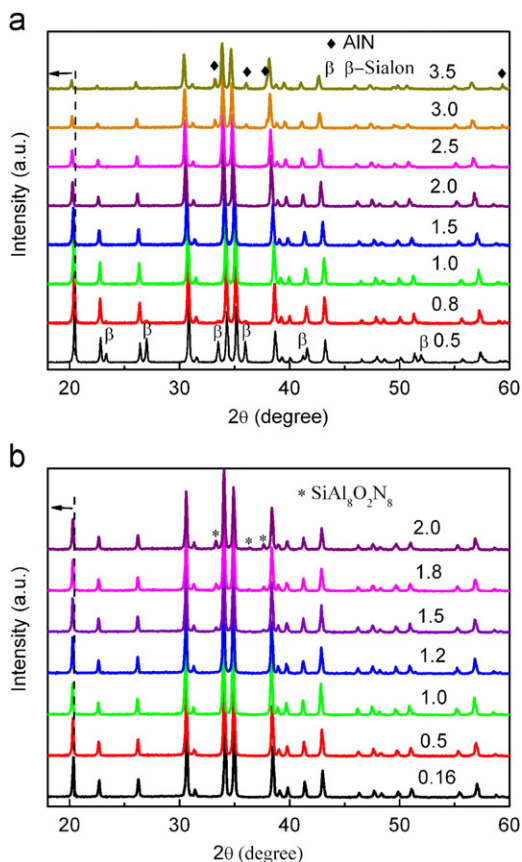 a
◆ AlN
β β-Sialon
3.5
3.0
2.5
2.0
1.5
1.0
0.8
β β β β β β 0.5
Intensity (a.u.)
20 30 40 50 60
2θ (degree)
b
* SiAl₈O₂N₈
* * *
2.0
1.8
1.5
1.2
1.0
0.5
0.16
Intensity (a.u.)
20 30 40 50 60
2θ (degree)